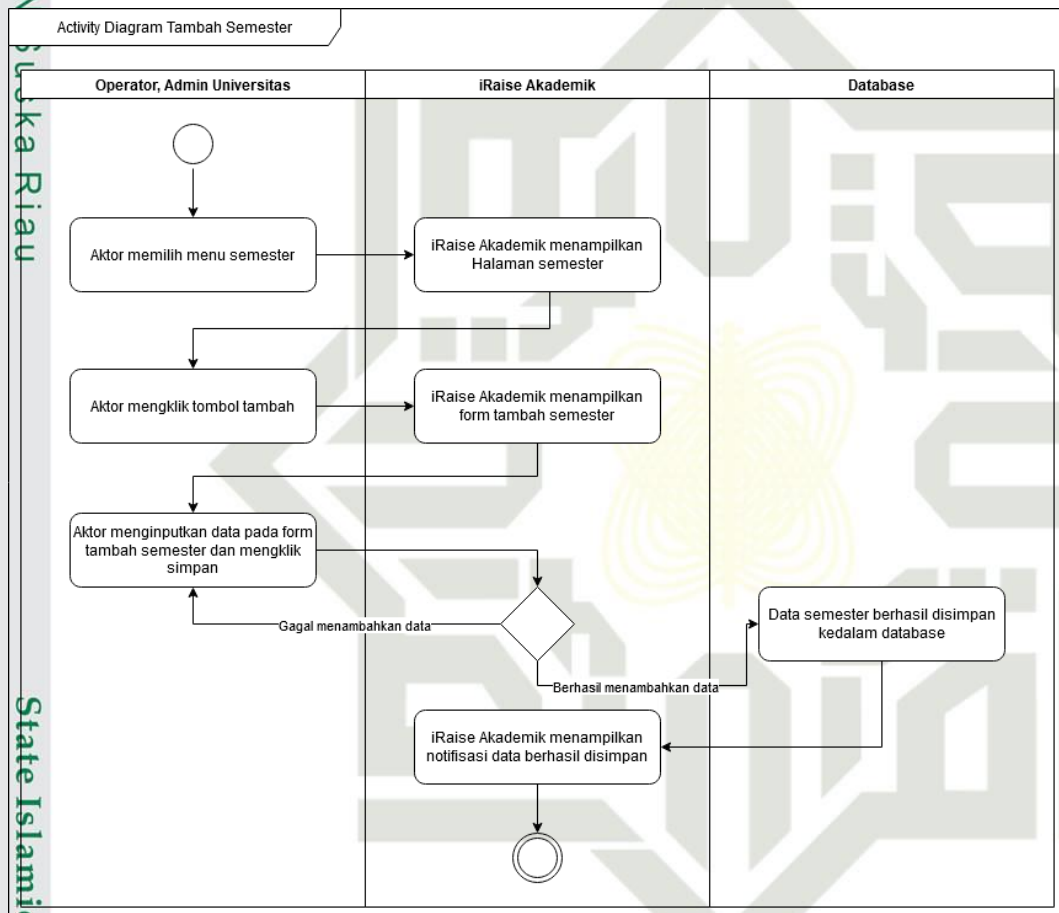 Activity Diagram Tambah Semester
Operator, Admin Universitas
iRaise Akademik
Database
Aktor memilih menu semester
iRaise Akademik menampilkan
Halaman semester
Aktor mengklik tombol tambah
iRaise Akademik menampilkan
form tambah semester
Aktor menginputkan data pada form
tambah semester dan mengklik
simpan
Gagal menambahkan data
Data semester berhasil disimpan
kedalam database
Berhasil menambahkan data
iRaise Akademik menampilkan
notifisasi data berhasil disimpan
Suska Riau
State Islamic